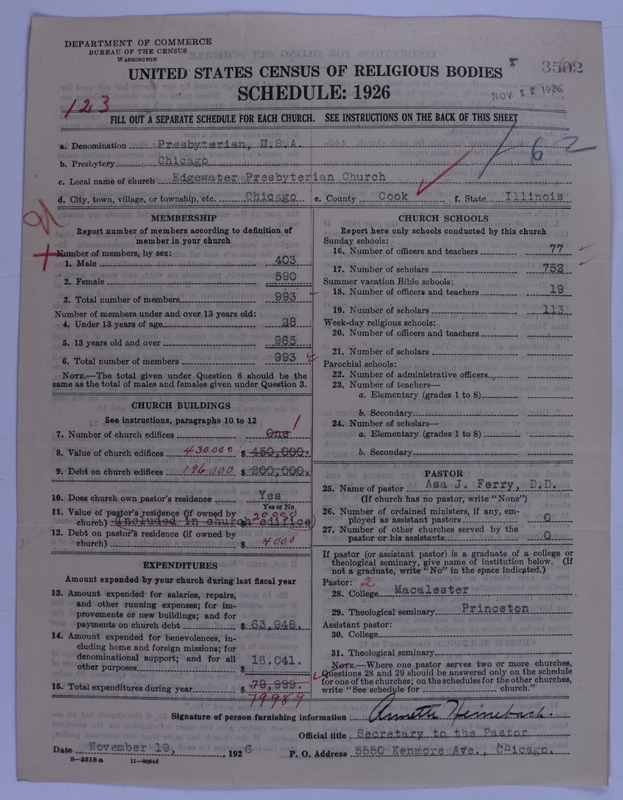 DEPARTMENT OF COMMERCE
BUREAU OF THE CENSUS
WASHINGTON
3502
UNITED STATES CENSUS OF RELIGIOUS BODIES
NOV 22 1926
SCHEDULE: 1926
123
FILL OUT A SEPARATE SCHEDULE FOR EACH CHURCH. SEE INSTRUCTIONS ON THE BACK OF THIS SHEET
62
a. Denomination Presbyterian, U.S.A.
b. Presbytery Chicago
c. Local name of church Edgewater Presbyterian Church
d. City, town, village, or township, etc. Chicago e. County Cook f. State Illinois
MEMBERSHIP
Report number of members according to definition of
member in your church
Number of members, by sex:
1. Male 403
2. Female 590
3. Total number of members 993
Number of members under and over 13 years old:
4. Under 13 years of age 28
5. 13 years old and over 965
6. Total number of members 993
NOTE.—The total given under Question 6 should be the
same as the total of males and females given under Question 3.
CHURCH BUILDINGS
See instructions, paragraphs 10 to 12
7. Number of church edifices One 1
8. Value of church edifices 430000 $ 450,000.
9. Debt on church edifices 196000 $ 200,000.
10. Does church own pastor's residence Yes
Yes or No
11. Value of pastor's residence (if owned by 20000
church) (included in church edifice)
12. Debt on pastor's residence (if owned by
church) $ 4000
EXPENDITURES
Amount expended by your church during last fiscal year
13. Amount expended for salaries, repairs,
and other running expenses; for im-
provements or new buildings; and for
payments on church debt $ 63,948.
14. Amount expended for benevolences, in-
cluding home and foreign missions; for
denominational support; and for all
other purposes $ 16,041.
15. Total expenditures during year $ 79,999.
79989
CHURCH SCHOOLS
Report here only schools conducted by this church
Sunday schools:
16. Number of officers and teachers 77
17. Number of scholars 752
Summer vacation Bible schools:
18. Number of officers and teachers 19
19. Number of scholars 113
Week-day religious schools:
20. Number of officers and teachers
21. Number of scholars
Parochial schools:
22. Number of administrative officers
23. Number of teachers—
a. Elementary (grades 1 to 8)
b. Secondary
24. Number of scholars—
a. Elementary (grades 1 to 8)
b. Secondary
PASTOR
25. Name of pastor Asa J. Ferry, D.D.
(If church has no pastor, write "None")
26. Number of ordained ministers, if any, em-
ployed as assistant pastors 0
27. Number of other churches served by the
pastor or his assistants 0
If pastor (or assistant pastor) is a graduate of a college or
theological seminary, give name of institution below. (If
not a graduate, write "No" in the space indicated.)
Pastor: 2
28. College Macalester
29. Theological seminary Princeton
Assistant pastor:
30. College
31. Theological seminary
NOTE.—Where one pastor serves two or more churches,
Questions 28 and 29 should be answered only on the schedule
for one of the churches; on the schedules for the other churches,
write "See schedule for church."
Signature of person furnishing information Annette Heinebach.
Official title Secretary to the Pastor
Date November 19, 1926 P. O. Address 5550 Kenmore Ave., Chicago.
8—5518 a 11—9054d